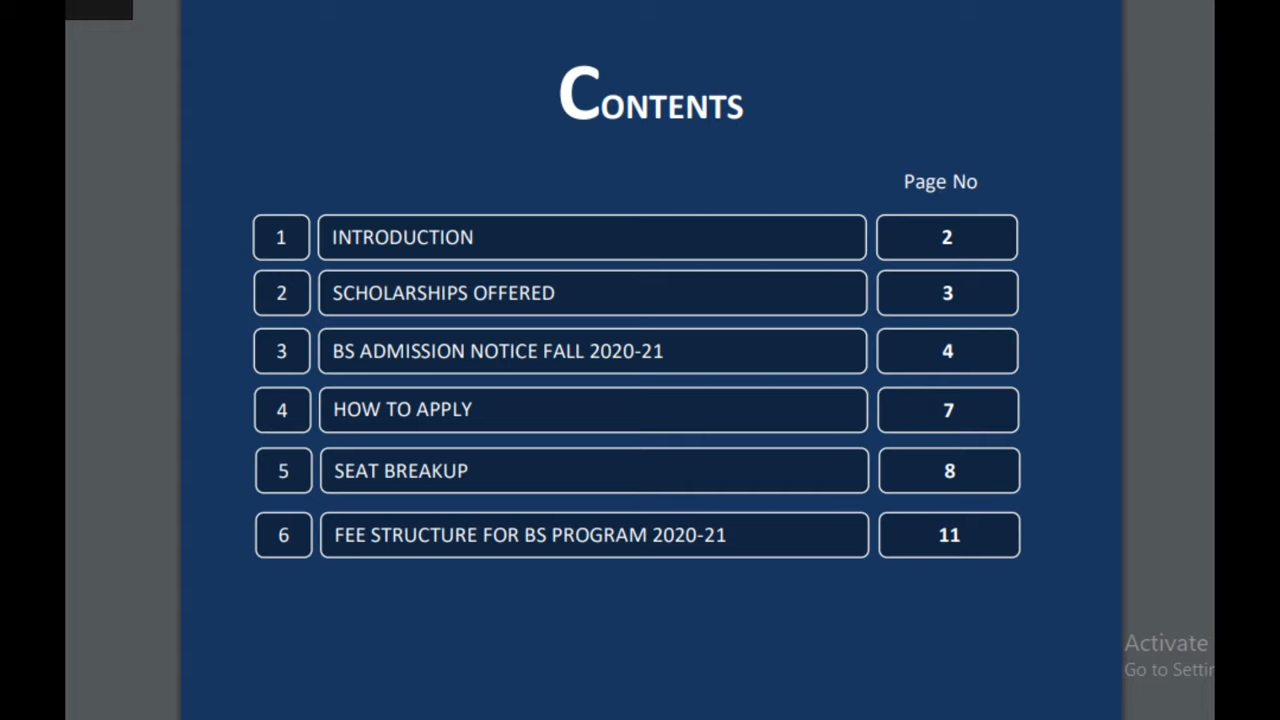 CONTENTS
Page No
1 INTRODUCTION 2
2 SCHOLARSHIPS OFFERED 3
3 BS ADMISSION NOTICE FALL 2020-21 4
4 HOW TO APPLY 7
5 SEAT BREAKUP 8
6 FEE STRUCTURE FOR BS PROGRAM 2020-21 11
Activate
Go to Settin